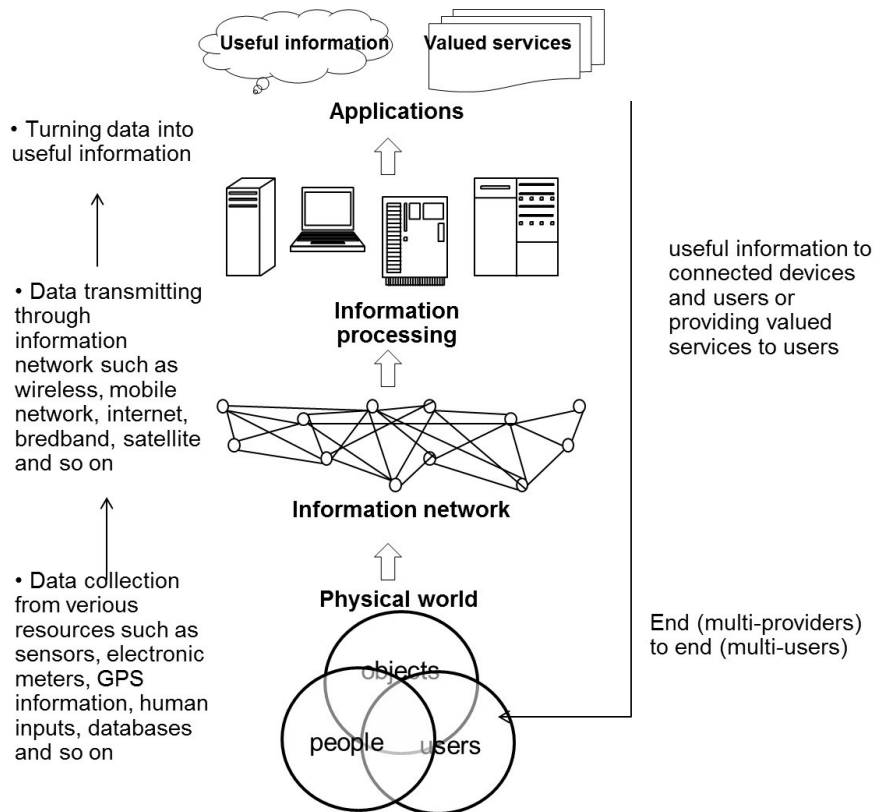 Useful information
Valued services
Applications
• Turning data into
useful information
Information
processing
• Data transmitting
through
information
network such as
wireless, mobile
network, internet,
bredband, satellite
and so on
useful information to
connected devices
and users or
providing valued
services to users
Information network
• Data collection
from verious
resources such as
sensors, electronic
meters, GPS
information, human
inputs, databases
and so on
Physical world
objects
people
users
End (multi-providers)
to end (multi-users)